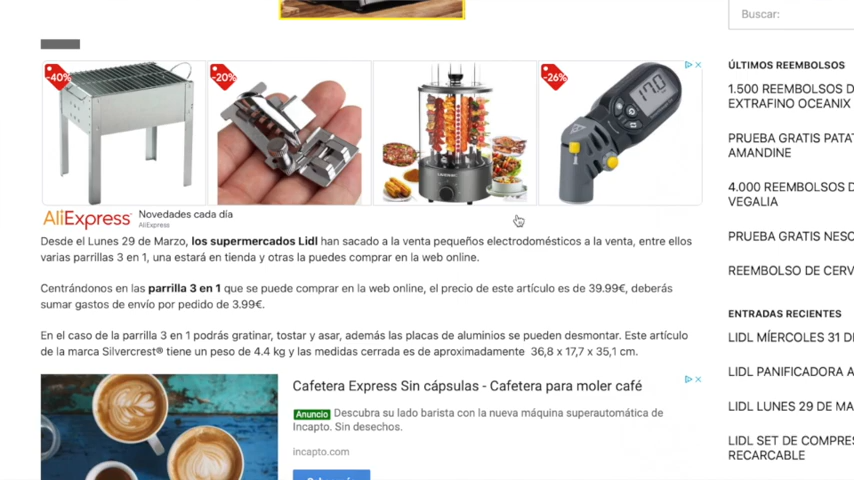 Buscar:
-40%
-20%
-26%
17.0
AliExpress
Novedades cada día
AliExpress
Desde el Lunes 29 de Marzo, los supermercados Lidl han sacado a la venta pequeños electrodomésticos a la venta, entre ellos
varias parrillas 3 en 1, una estará en tienda y otras la puedes comprar en la web online.
Centrándonos en las parrilla 3 en 1 que se puede comprar en la web online, el precio de este artículo es de 39.99€, deberás
sumar gastos de envío por pedido de 3.99€.
En el caso de la parrilla 3 en 1 podrás gratinar, tostar y asar, además las placas de aluminios se pueden desmontar. Este artículo
de la marca Silvercrest® tiene un peso de 4.4 kg y las medidas cerrada es de aproximadamente 36,8 x 17,7 x 35,1 cm.
Cafetera Express Sin cápsulas - Cafetera para moler café
Anuncio Descubra su lado barista con la nueva máquina superautomática de
Incapto. Sin desechos.
incapto.com
ÚLTIMOS REEMBOLSOS
1.500 REEMBOLSOS D
EXTRAFINO OCEANIX
PRUEBA GRATIS PATA
AMANDINE
4.000 REEMBOLSOS D
VEGALIA
PRUEBA GRATIS NESC
REEMBOLSO DE CERV
ENTRADAS RECIENTES
LIDL MÍERCOLES 31 DE
LIDL PANIFICADORA A
LIDL LUNES 29 DE MA
LIDL SET DE COMPRES
RECARCABLE